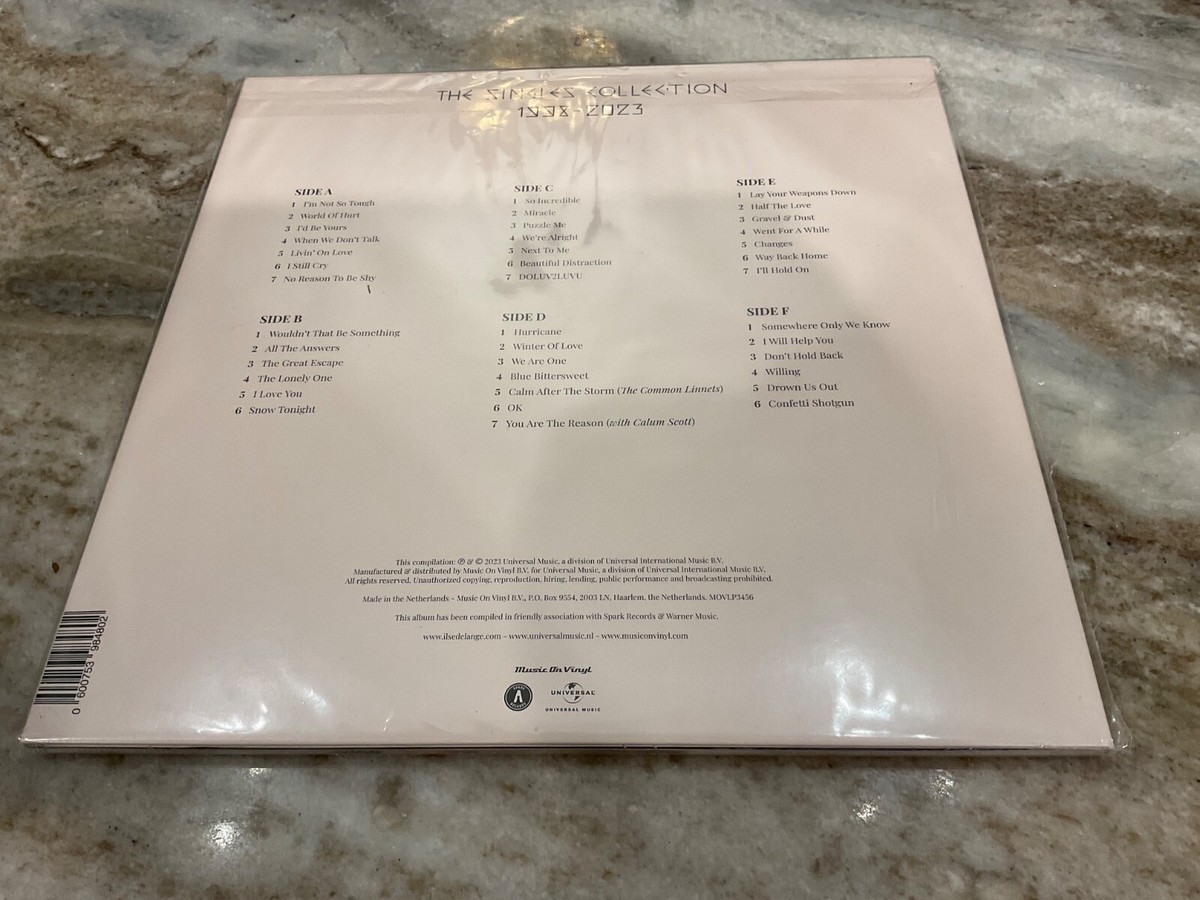 THE SINGLES COLLECTION
1998-2023
SIDE A
1 I'm Not So Tough
2 World Of Hurt
3 I'd Be Yours
4 When We Don't Talk
5 Livin' On Love
6 I Still Cry
7 No Reason To Be Shy
SIDE B
1 Wouldn't That Be Something
2 All The Answers
3 The Great Escape
4 The Lonely One
5 I Love You
6 Snow Tonight
SIDE C
1 So Incredible
2 Miracle
3 Puzzle Me
4 We're Alright
5 Next To Me
6 Beautiful Distraction
7 DOLUV2LUVU
SIDE D
1 Hurricane
2 Winter Of Love
3 We Are One
4 Blue Bittersweet
5 Calm After The Storm (The Common Linnets)
6 OK
7 You Are The Reason (with Calum Scott)
SIDE E
1 Lay Your Weapons Down
2 Half The Love
3 Gravel & Dust
4 Went For A While
5 Changes
6 Way Back Home
7 I'll Hold On
SIDE F
1 Somewhere Only We Know
2 I Will Help You
3 Don't Hold Back
4 Willing
5 Drown Us Out
6 Confetti Shotgun
This compilation: ℗ & © 2023 Universal Music, a division of Universal International Music B.V.
Manufactured & distributed by Music On Vinyl B.V. for Universal Music, a division of Universal International Music B.V.
All rights reserved. Unauthorized copying, reproduction, hiring, lending, public performance and broadcasting prohibited.
Made in the Netherlands – Music On Vinyl B.V., P.O. Box 9554, 2003 LN, Haarlem, the Netherlands. MOVLP3456
This album has been compiled in friendly association with Spark Records & Warner Music.
www.ilsedelange.com – www.universalmusic.nl – www.musiconvinyl.com
Music On Vinyl
UNIVERSAL
UNIVERSAL MUSIC
0 600753 984802